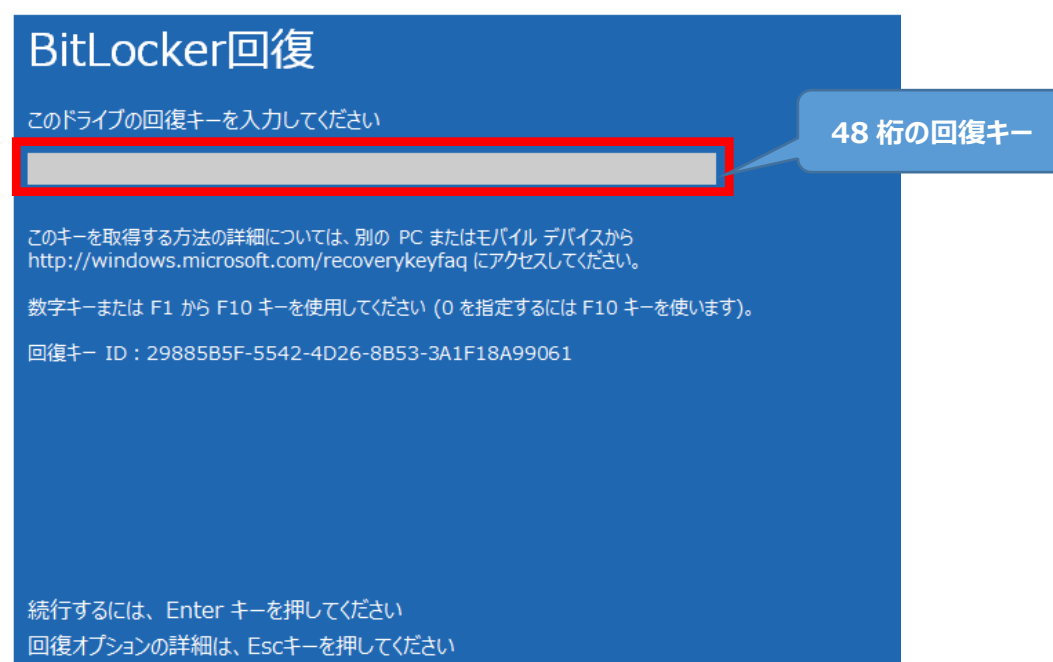 BitLocker回復
このドライブの回復キーを入力してください
48 桁の回復キー
このキーを取得する方法の詳細については、別の PC またはモバイル デバイスから
http://windows.microsoft.com/recoverykeyfaq にアクセスしてください。
数字キーまたは F1 から F10 キーを使用してください (0 を指定するには F10 キーを使います)。
回復キー ID：29885B5F-5542-4D26-8B53-3A1F18A99061
続行するには、Enter キーを押してください
回復オプションの詳細は、Escキーを押してください